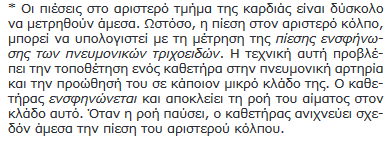 * Οι πιέσεις στο αριστερό τμήμα της καρδιάς είναι δύσκολο
να μετρηθούν άμεσα. Ωστόσο, η πίεση στον αριστερό κόλπο,
μπορεί να υπολογιστεί με τη μέτρηση της πίεσης ενσφήνω-
σης των πνευμονικών τριχοειδών. Η τεχνική αυτή προβλέ-
πει την τοποθέτηση ενός καθετήρα στην πνευμονική αρτηρία
και την προώθησή του σε κάποιον μικρό κλάδο της. Ο καθε-
τήρας ενσφηνώνεται και αποκλείει τη ροή του αίματος στον
κλάδο αυτό. Όταν η ροή παύσει, ο καθετήρας ανιχνεύει σχε-
δόν άμεσα την πίεση του αριστερού κόλπου.